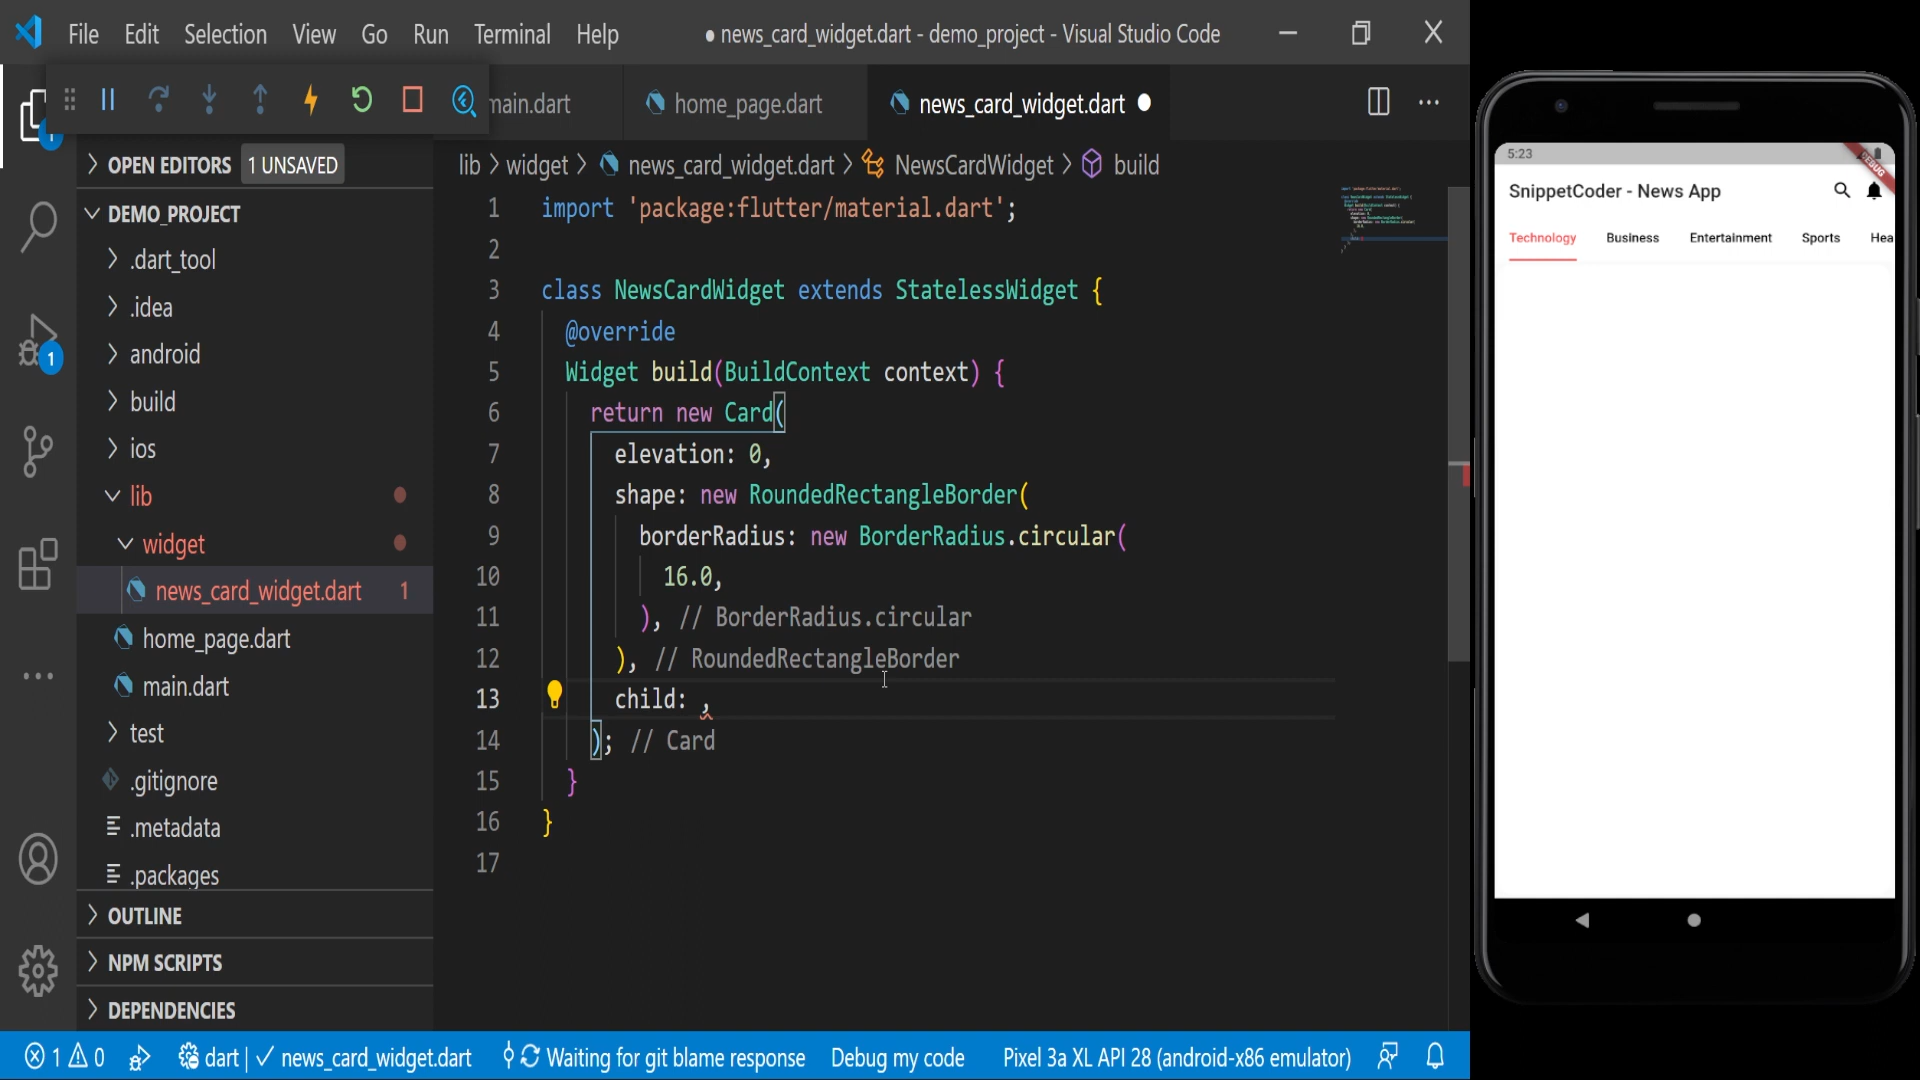 File Edit Selection View Go Run Terminal Help
● news_card_widget.dart - demo_project - Visual Studio Code
main.dart
home_page.dart
news_card_widget.dart
OPEN EDITORS 1 UNSAVED
DEMO_PROJECT
.dart_tool
.idea
android
build
ios
lib
widget
news_card_widget.dart 1
home_page.dart
main.dart
test
.gitignore
.metadata
.packages
OUTLINE
NPM SCRIPTS
DEPENDENCIES
1
1
lib > widget > news_card_widget.dart > NewsCardWidget > build
1 import 'package:flutter/material.dart';
2
3 class NewsCardWidget extends StatelessWidget {
4 @override
5 Widget build(BuildContext context) {
6 return new Card(
7 elevation: 0,
8 shape: new RoundedRectangleBorder(
9 borderRadius: new BorderRadius.circular(
10 16.0,
11 ), // BorderRadius.circular
12 ), // RoundedRectangleBorder
13 child: ,
14 ); // Card
15 }
16 }
17
1 0 dart | ✓ news_card_widget.dart Waiting for git blame response Debug my code Pixel 3a XL API 28 (android-x86 emulator)
5:23
DEBUG
SnippetCoder - News App
Technology Business Entertainment Sports Hea